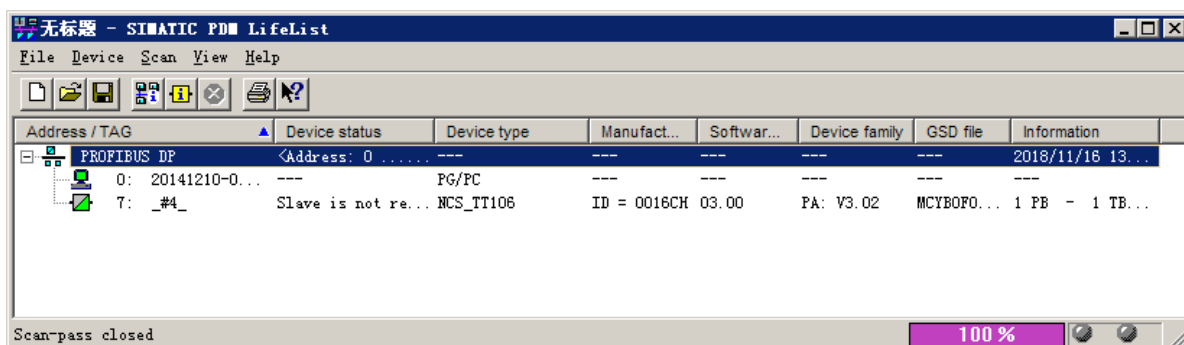 无标题 - SIMATIC PDM LifeList
File Device Scan View Help
Address / TAG Device status Device type Manufact... Softwar... Device family GSD file Information
PROFIBUS DP <Address: 0 ...... --- --- --- --- --- 2018/11/16 13...
0: 20141210-0... --- PG/PC --- --- --- --- ---
7: _#4_ Slave is not re... NCS_TT106 ID = 0016CH 03.00 PA: V3.02 MCYBOFO... 1 PB - 1 TB...
Scan-pass closed 100 %